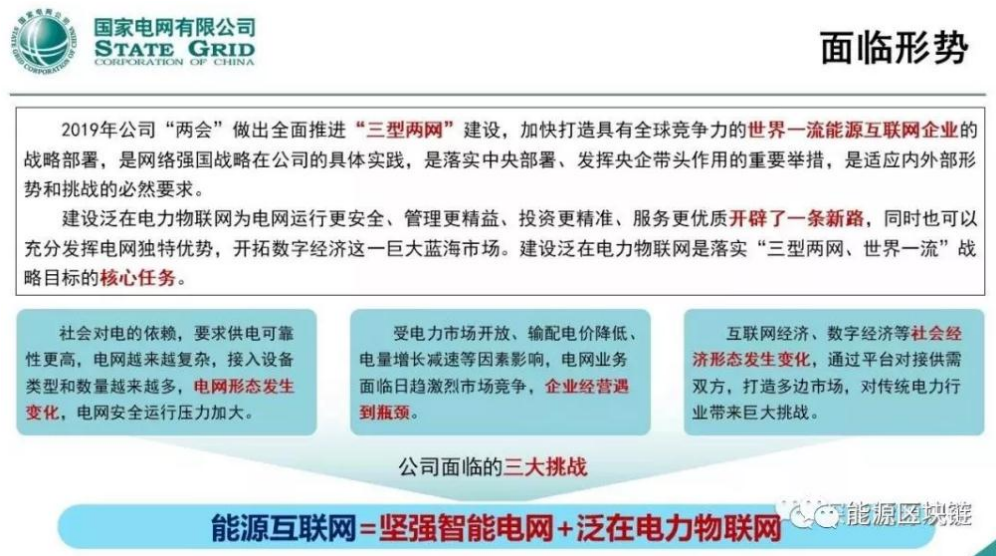 国家电网有限公司
STATE GRID
CORPORATION OF CHINA
国家电网公司
STATE GRID CORPORATION OF CHINA
面临形势
2019年公司“两会”做出全面推进“三型两网”建设，加快打造具有全球竞争力的世界一流能源互联网企业的
战略部署，是网络强国战略在公司的具体实践，是落实中央部署、发挥央企带头作用的重要举措，是适应内外部形
势和挑战的必然要求。
建设泛在电力物联网为电网运行更安全、管理更精益、投资更精准、服务更优质开辟了一条新路，同时也可以
充分发挥电网独特优势，开拓数字经济这一巨大蓝海市场。建设泛在电力物联网是落实“三型两网、世界一流”战
略目标的核心任务。
社会对电的依赖，要求供电可靠
性更高，电网越来越复杂，接入设备
类型和数量越来越多，电网形态发生
变化，电网安全运行压力加大。
受电力市场开放、输配电价降低、
电量增长减速等因素影响，电网业务
面临日趋激烈市场竞争，企业经营遇
到瓶颈。
互联网经济、数字经济等社会经
济形态发生变化，通过平台对接供需
双方，打造多边市场，对传统电力行
业带来巨大挑战。
公司面临的三大挑战
能源互联网=坚强智能电网+泛在电力物联网
能源区块链